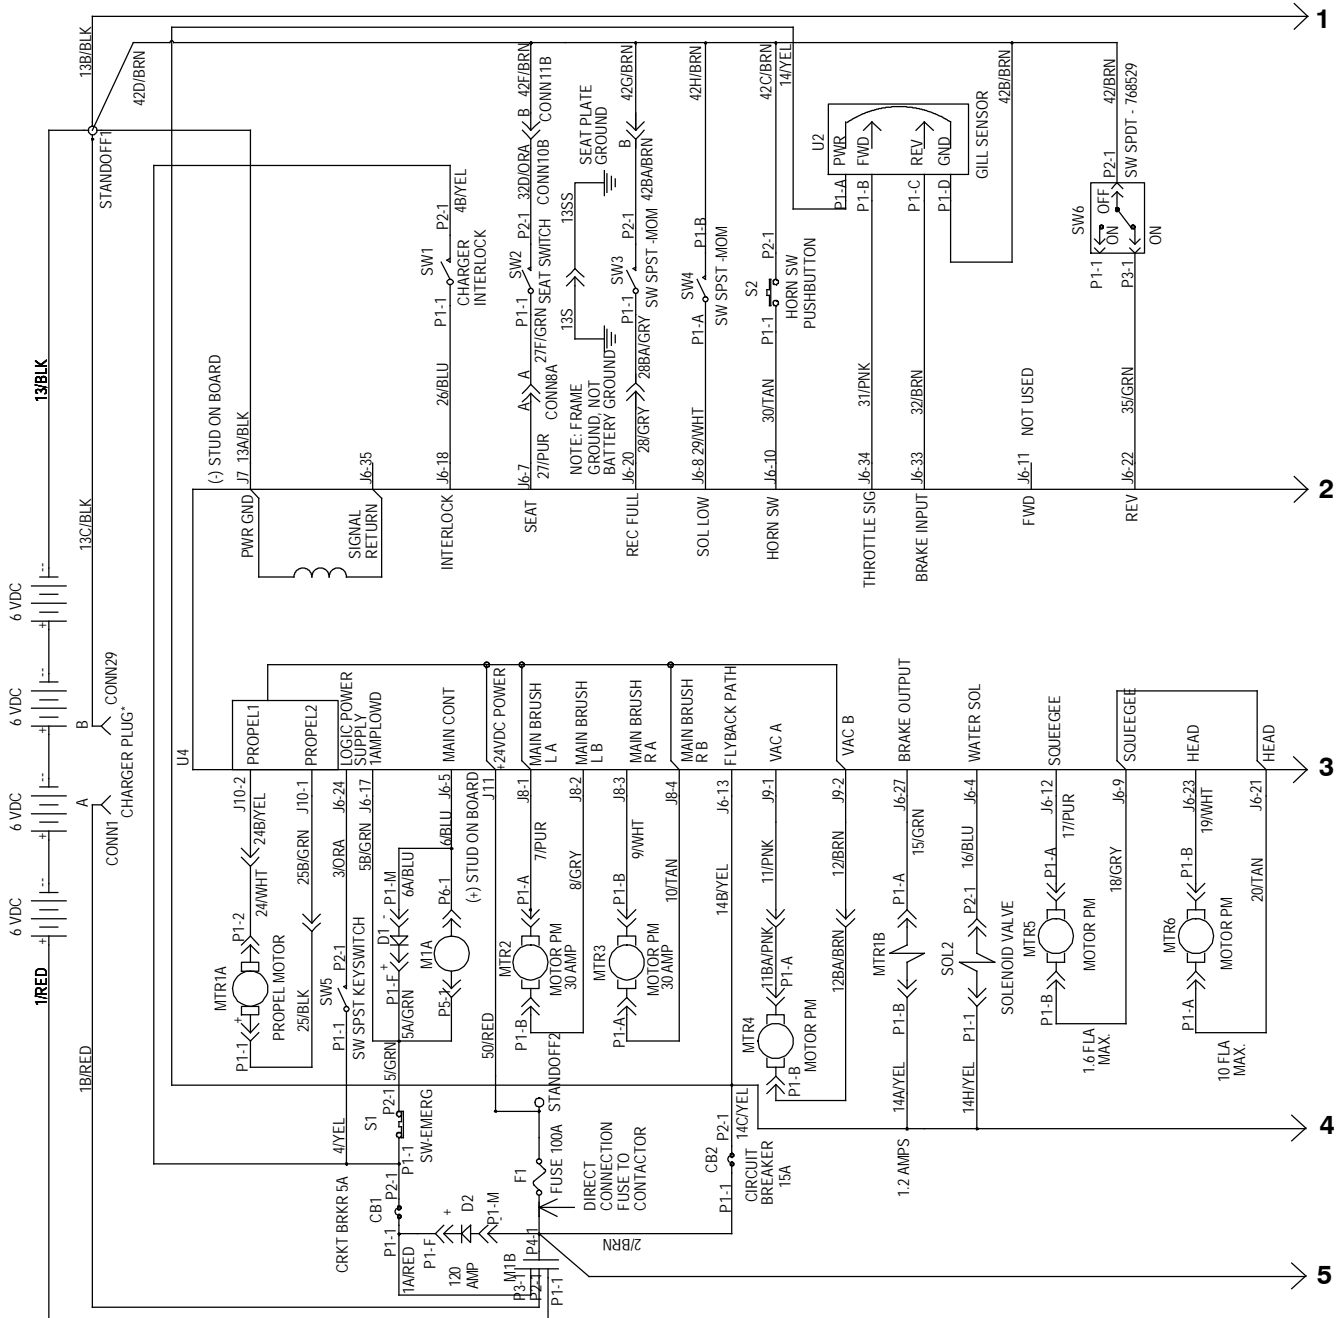 1
2
3
4
5
13B/BLK
42D/BRN
STANDOFF1
13/BLK
13C/BLK
6 VDC
6 VDC
6 VDC
6 VDC
+
--
+
--
+
--
+
--
B
CONN29
CHARGER PLUG*
A
CONN1
1/RED
1B/RED
(-) STUD ON BOARD
J7 13A/BLK
PWR GND
J6-35
SIGNAL
RETURN
P2-1
4B/YEL
SW1
CHARGER
INTERLOCK
P1-1
26/BLU
J6-18
INTERLOCK
42F/BRN
B
CONN11B
32D/ORA
CONN10B
P2-1
SW2
SEAT SWITCH
P1-1
27F/GRN
A
A
CONN8A
27/PUR
J6-7
SEAT
SEAT PLATE
GROUND
13SS
13S
NOTE: FRAME
GROUND, NOT
BATTERY GROUND
42G/BRN
B
42BA/BRN
P2-1
SW3
SW SPST -MOM
P1-1
28BA/GRY
28/GRY
J6-20
REC FULL
42H/BRN
P1-B
SW4
SW SPST -MOM
P1-A
29/WHT
J6-8
SOL LOW
42C/BRN
14/YEL
P2-1
S2
HORN SW
PUSHBUTTON
P1-1
30/TAN
J6-10
HORN SW
U2
PWR
FWD
REV
GND
GILL SENSOR
P1-A
P1-B
P1-C
P1-D
31/PNK
J6-34
THROTTLE SIG
32/BRN
J6-33
BRAKE INPUT
42B/BRN
NOT USED
J6-11
FWD
42/BRN
SW SPDT - 768529
P2-1
SW6
OFF
ON
ON
P1-1
P3-1
35/GRN
J6-22
REV
U4
PROPEL1
PROPEL2
LOGIC POWER
SUPPLY
1AMPLOWD
MAIN CONT
+24VDC POWER
MAIN BRUSH
L A
MAIN BRUSH
L B
MAIN BRUSH
R A
MAIN BRUSH
R B
FLYBACK PATH
VAC A
VAC B
BRAKE OUTPUT
WATER SOL
SQUEEGEE
SQUEEGEE
HEAD
HEAD
J10-2
24B/YEL
24/WHT
P1-2
MTR1A
PROPEL MOTOR
+
P1-1
25/BLK
J10-1
25B/GRN
J6-24
3/ORA
P2-1
SW5
SW SPST KEYSWITCH
P1-1
4/YEL
J6-17
5B/GRN
P1-M
6A/BLU
D1
-
+
P1-F
5A/GRN
5/GRN
J6-5
6/BLU
P6-1
M1A
P5-1
(+) STUD ON BOARD
J11
50/RED
J8-1
7/PUR
P1-A
MTR2
MOTOR PM
30 AMP
P1-B
J8-2
8/GRY
J8-3
9/WHT
P1-B
MTR3
MOTOR PM
30 AMP
P1-A
J8-4
10/TAN
J6-13
14B/YEL
J9-1
11/PNK
11BA/PNK
P1-A
MTR4
MOTOR PM
P1-B
J9-2
12/BRN
12BA/BRN
J6-27
15/GRN
P1-A
MTR1B
P1-B
14A/YEL
1.2 AMPS
J6-4
16/BLU
P2-1
SOL2
SOLENOID VALVE
P1-1
14H/YEL
J6-12
17/PUR
P1-A
MTR5
MOTOR PM
P1-B
1.6 FLA
MAX.
J6-9
18/GRY
J6-23
19/WHT
P1-B
MTR6
MOTOR PM
P1-A
10 FLA
MAX.
J6-21
20/TAN
P2-1
S1
SW-EMERG
P1-1
P2-1
CB1
CRKT BRKR 5A
P1-1
1A/RED
P1-F
+
D2
-
P1-M
120
AMP
STANDOFF2
F1
FUSE 100A
DIRECT
CONNECTION
FUSE TO
CONTACTOR
P4-1
M1B
P3-1
P2-1
P1-1
2/BRN
14C/YEL
P2-1
CB2
CIRCUIT
BREAKER
15A
P1-1